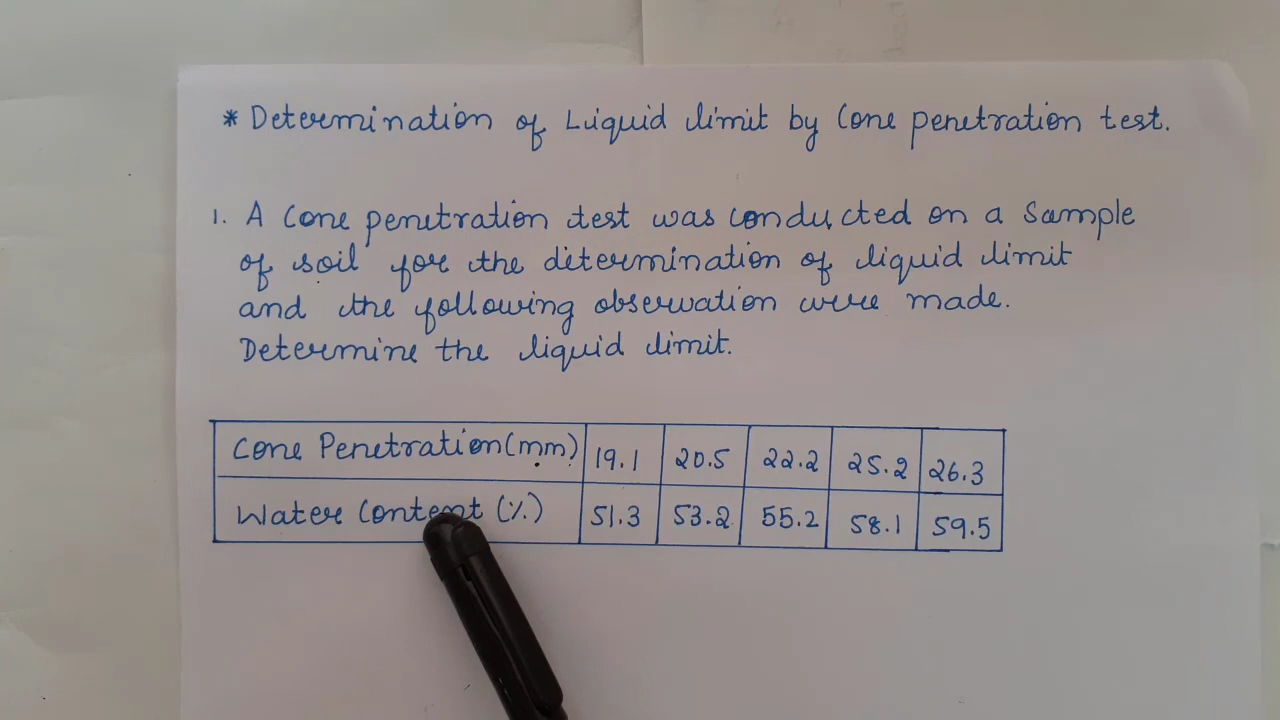 * Determination of Liquid limit by Cone penetration test.
1. A Cone penetration test was conducted on a Sample
of soil for the determination of liquid limit
and the following observation were made.
Determine the liquid limit.
Cone Penetration (mm) 19.1 20.5 22.2 25.2 26.3
Water Content (%) 51.3 53.2 55.2 58.1 59.5